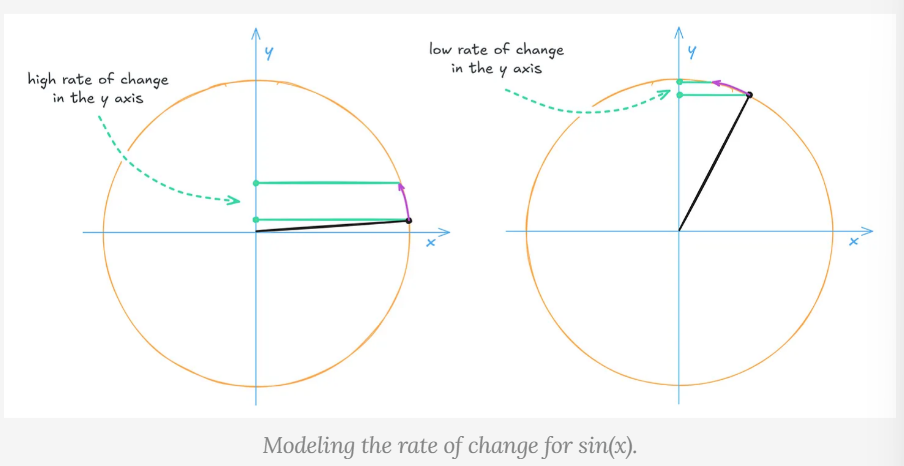 high rate of change
in the y axis
y
x
low rate of change
in the y axis
y
x
Modeling the rate of change for sin(x).